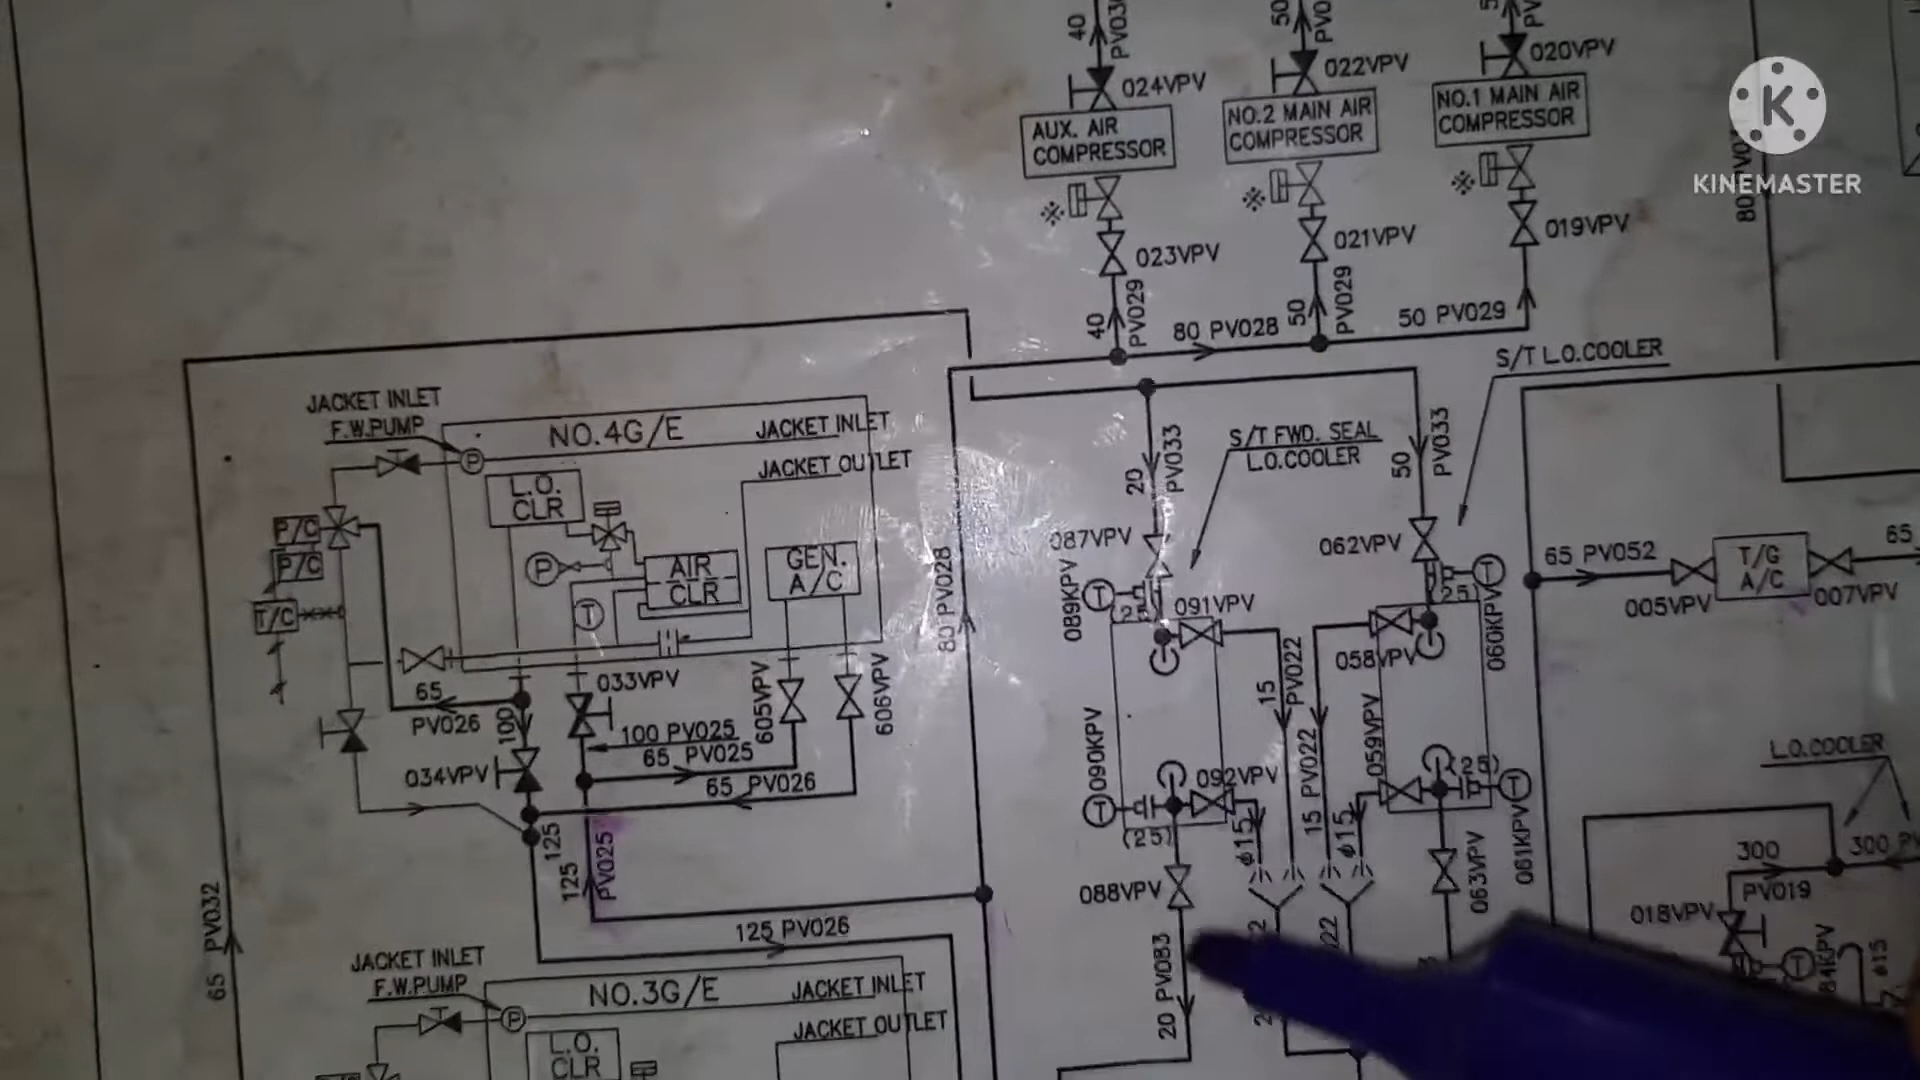 40
PV030
50
024VPV
022VPV
020VPV
AUX. AIR
COMPRESSOR
NO.2 MAIN AIR
COMPRESSOR
NO.1 MAIN AIR
COMPRESSOR
K
KINEMASTER
023VPV
021VPV
019VPV
40
PV029
80 PV028
50
PV029
50 PV029
S/T L.O.COOLER
JACKET INLET
F.W.PUMP
P
NO.4G/E
JACKET INLET
JACKET OUTLET
L.O.
CLR
P/C
P/C
T/C
P
T
AIR
CLR
GEN.
A/C
80 PV028
20
PV033
S/T FWD. SEAL
L.O.COOLER
50
PV033
087VPV
062VPV
089KPV
T
091VPV
T
(25)
060KPV
058VPV
65 PV052
T/G
A/C
65
005VPV
007VPV
65
PV026
100
033VPV
100 PV025
65 PV025
605VPV
606VPV
034VPV
65 PV026
15
PV022
15 PV022
059VPV
090KPV
T
092VPV
(25)
(25)
T
061KPV
ø15
ø15
L.O.COOLER
125
125
PV025
088VPV
063VPV
300
PV019
300
018VPV
T
ø15
65 PV032
125 PV026
20 PV083
JACKET INLET
F.W.PUMP
P
NO.3G/E
JACKET INLET
JACKET OUTLET
L.O.
CLR